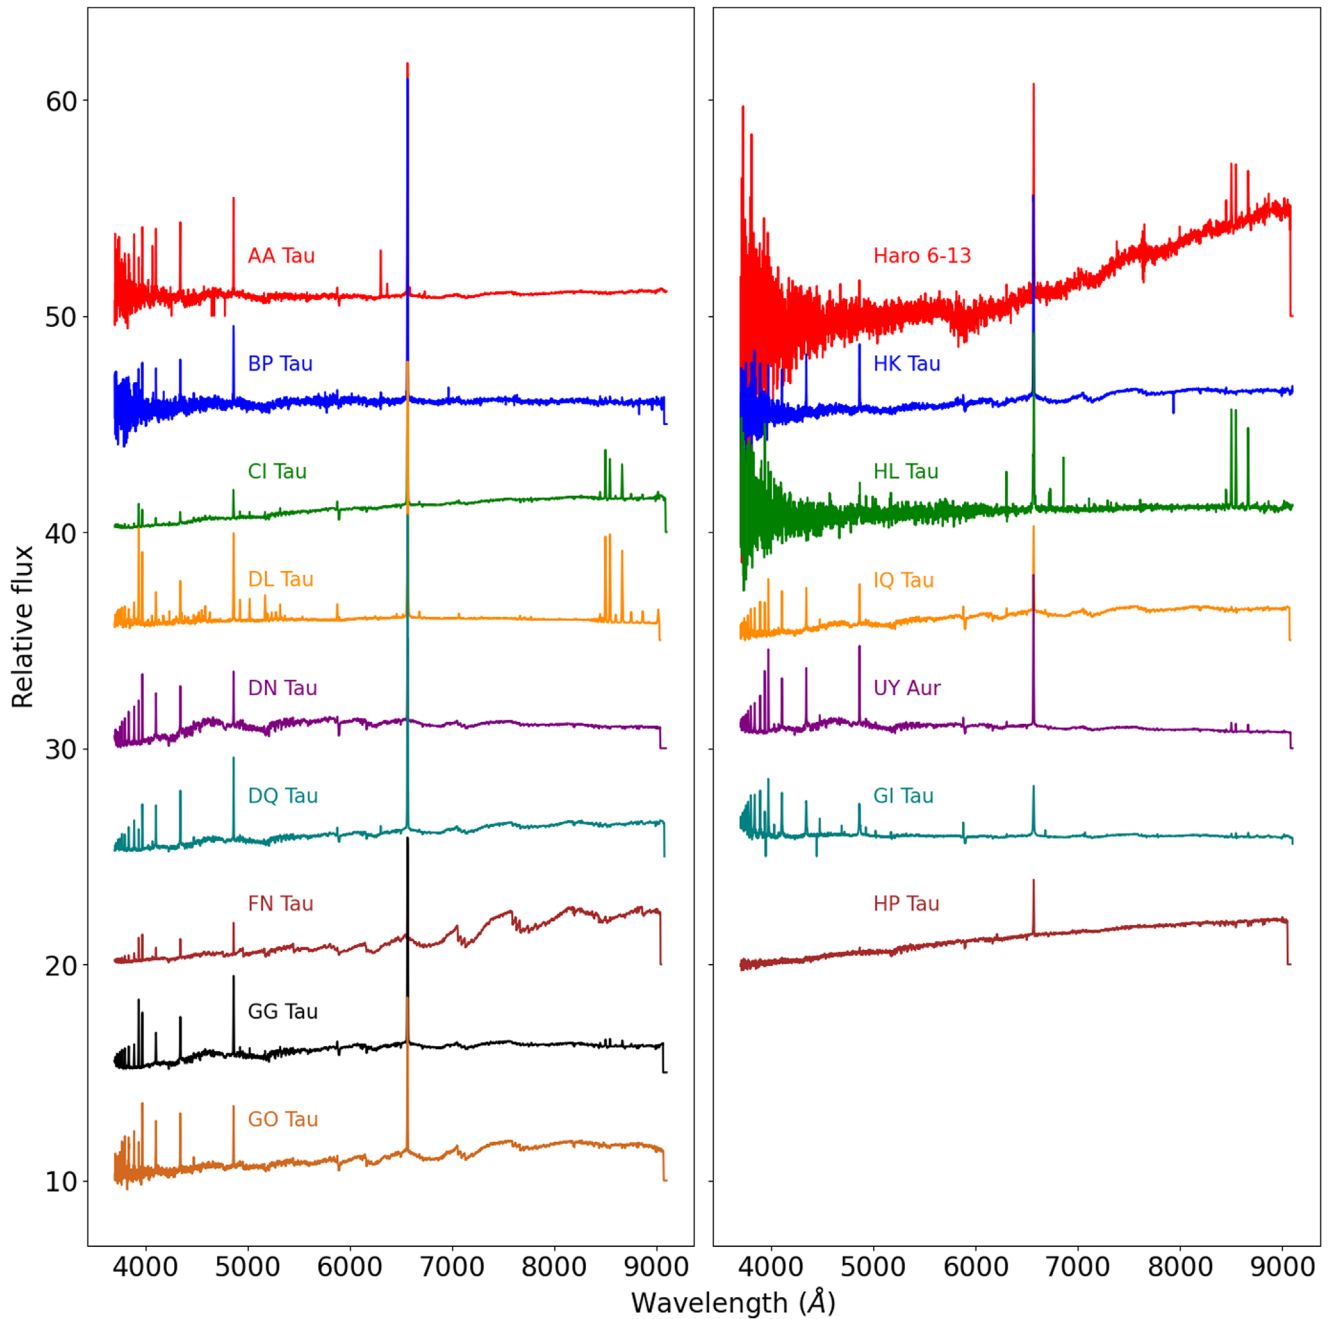 60
50
40
30
20
10
Relative flux
AA Tau
BP Tau
CI Tau
DL Tau
DN Tau
DQ Tau
FN Tau
GG Tau
GO Tau
4000 5000 6000 7000 8000 9000
Haro 6-13
HK Tau
HL Tau
IQ Tau
UY Aur
GI Tau
HP Tau
4000 5000 6000 7000 8000 9000
Wavelength (Å)